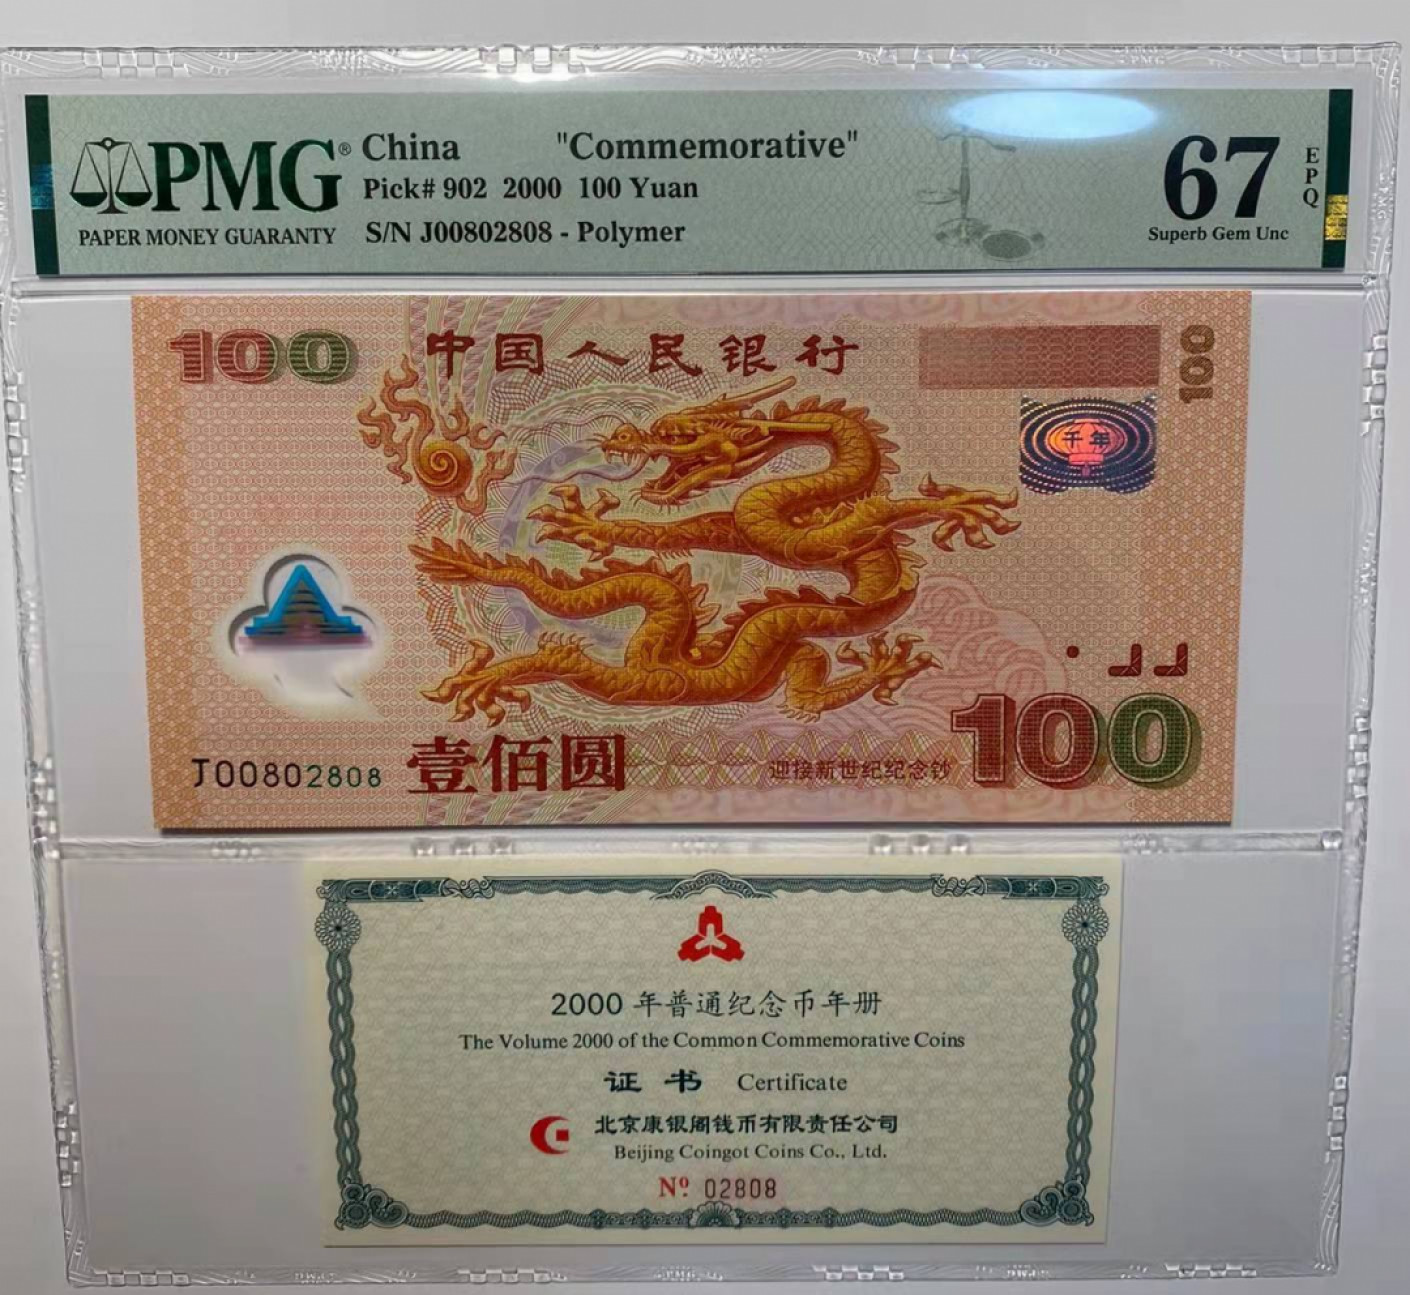 PMG® China "Commemorative" 67 EPQ
Pick# 902 2000 100 Yuan
PAPER MONEY GUARANTY S/N J00802808 - Polymer Superb Gem Unc
100 中国人民银行 100
千年
J00802808 壹佰圆 迎接新世纪纪念钞 100
2000 年普通纪念币年册
The Volume 2000 of the Common Commemorative Coins
证书 Certificate
北京康银阁钱币有限责任公司
Beijing Coingot Coins Co., Ltd.
Nº 02808
PMG
PMG